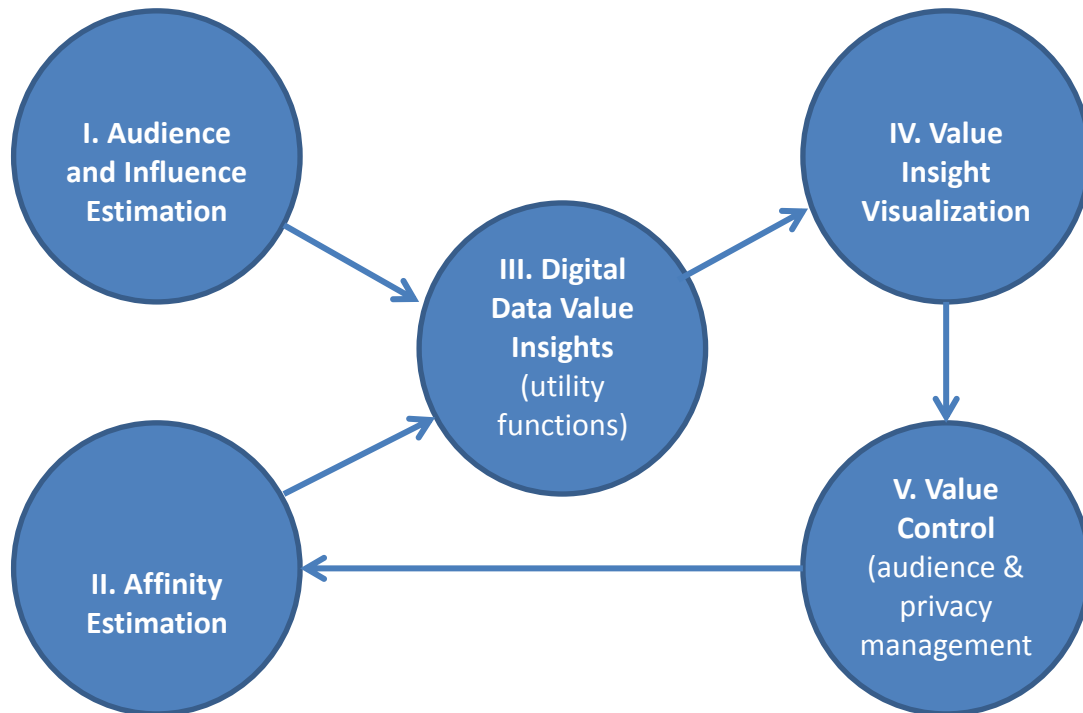 I. Audience
and Influence
Estimation
II. Affinity
Estimation
III. Digital
Data Value
Insights
(utility
functions)
IV. Value
Insight
Visualization
V. Value
Control
(audience &
privacy
management